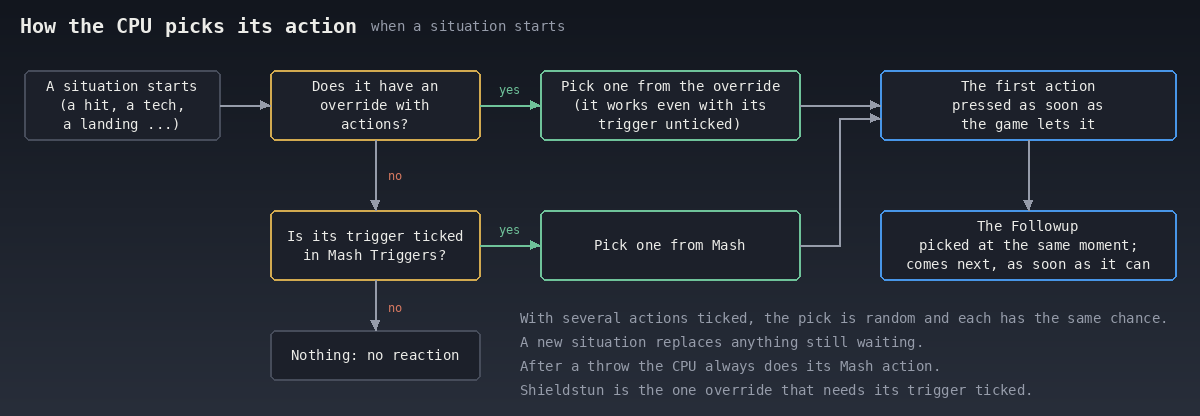 How the CPU picks its action when a situation starts
A situation starts
(a hit, a tech,
a landing ...)
Does it have an
override with
actions?
yes
Pick one from the override
(it works even with its
trigger unticked)
The first action
pressed as soon as
the game lets it
no
Is its trigger ticked
in Mash Triggers?
yes
Pick one from Mash
The Followup
picked at the same moment;
comes next, as soon as it can
no
Nothing: no reaction
With several actions ticked, the pick is random and each has the same chance.
A new situation replaces anything still waiting.
After a throw the CPU always does its Mash action.
Shieldstun is the one override that needs its trigger ticked.